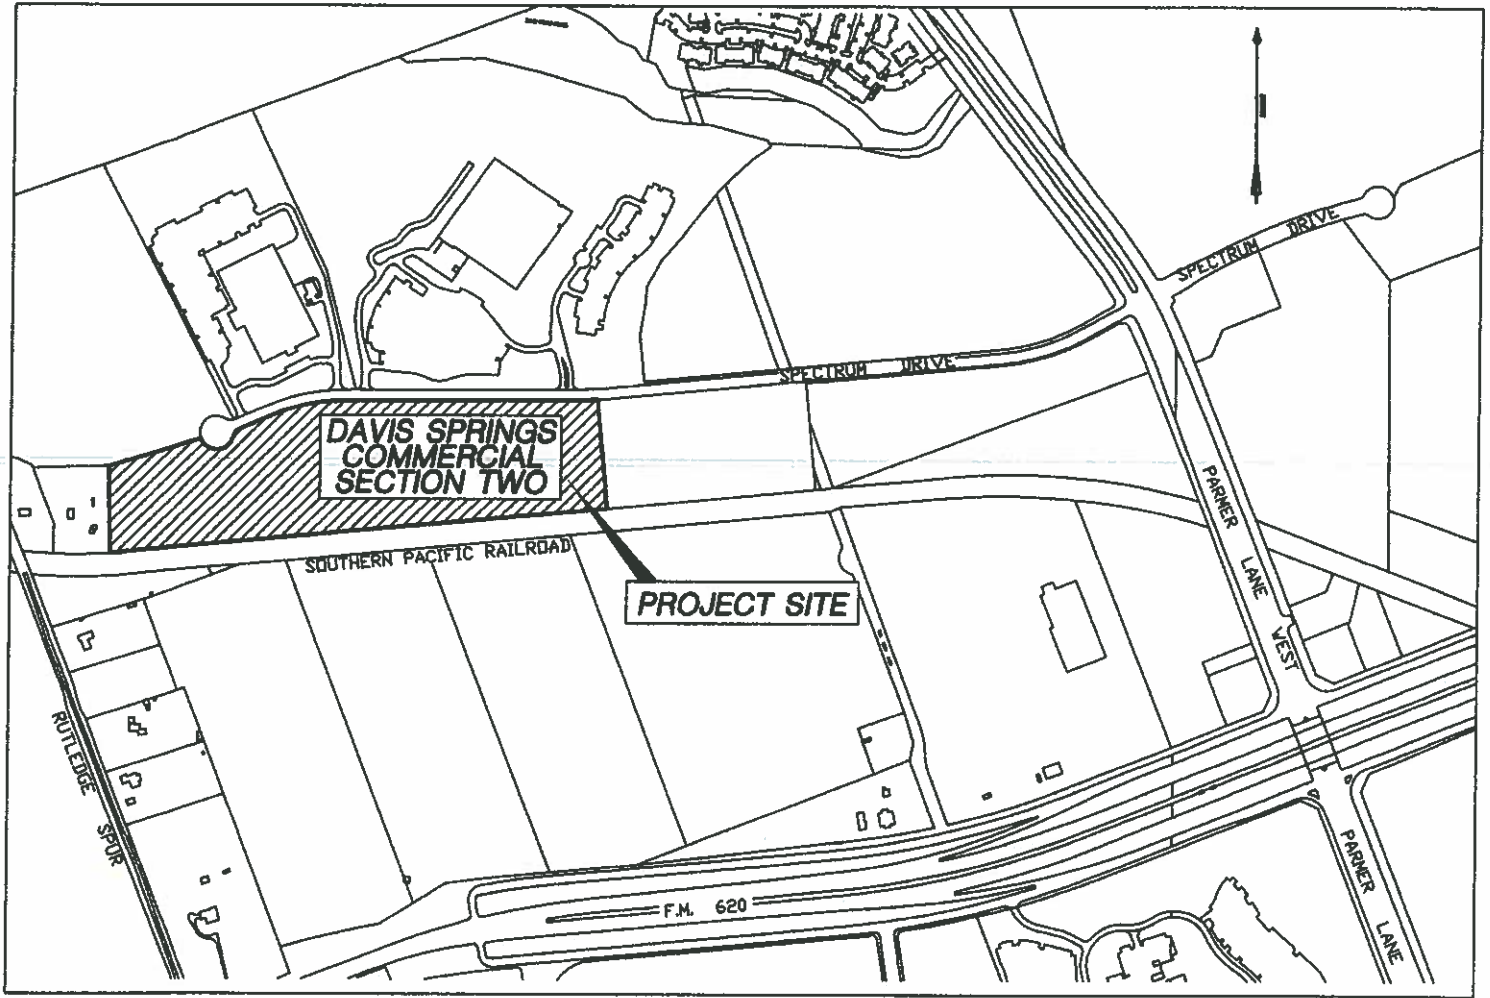 SPECTRUM DRIVE
SPECTRUM DRIVE
DAVIS SPRINGS
COMMERCIAL
SECTION TWO
SOUTHERN PACIFIC RAILROAD
PROJECT SITE
PARMER LANE WEST
RUTLEDGE SPUR
F.M. 620
PARMER LANE